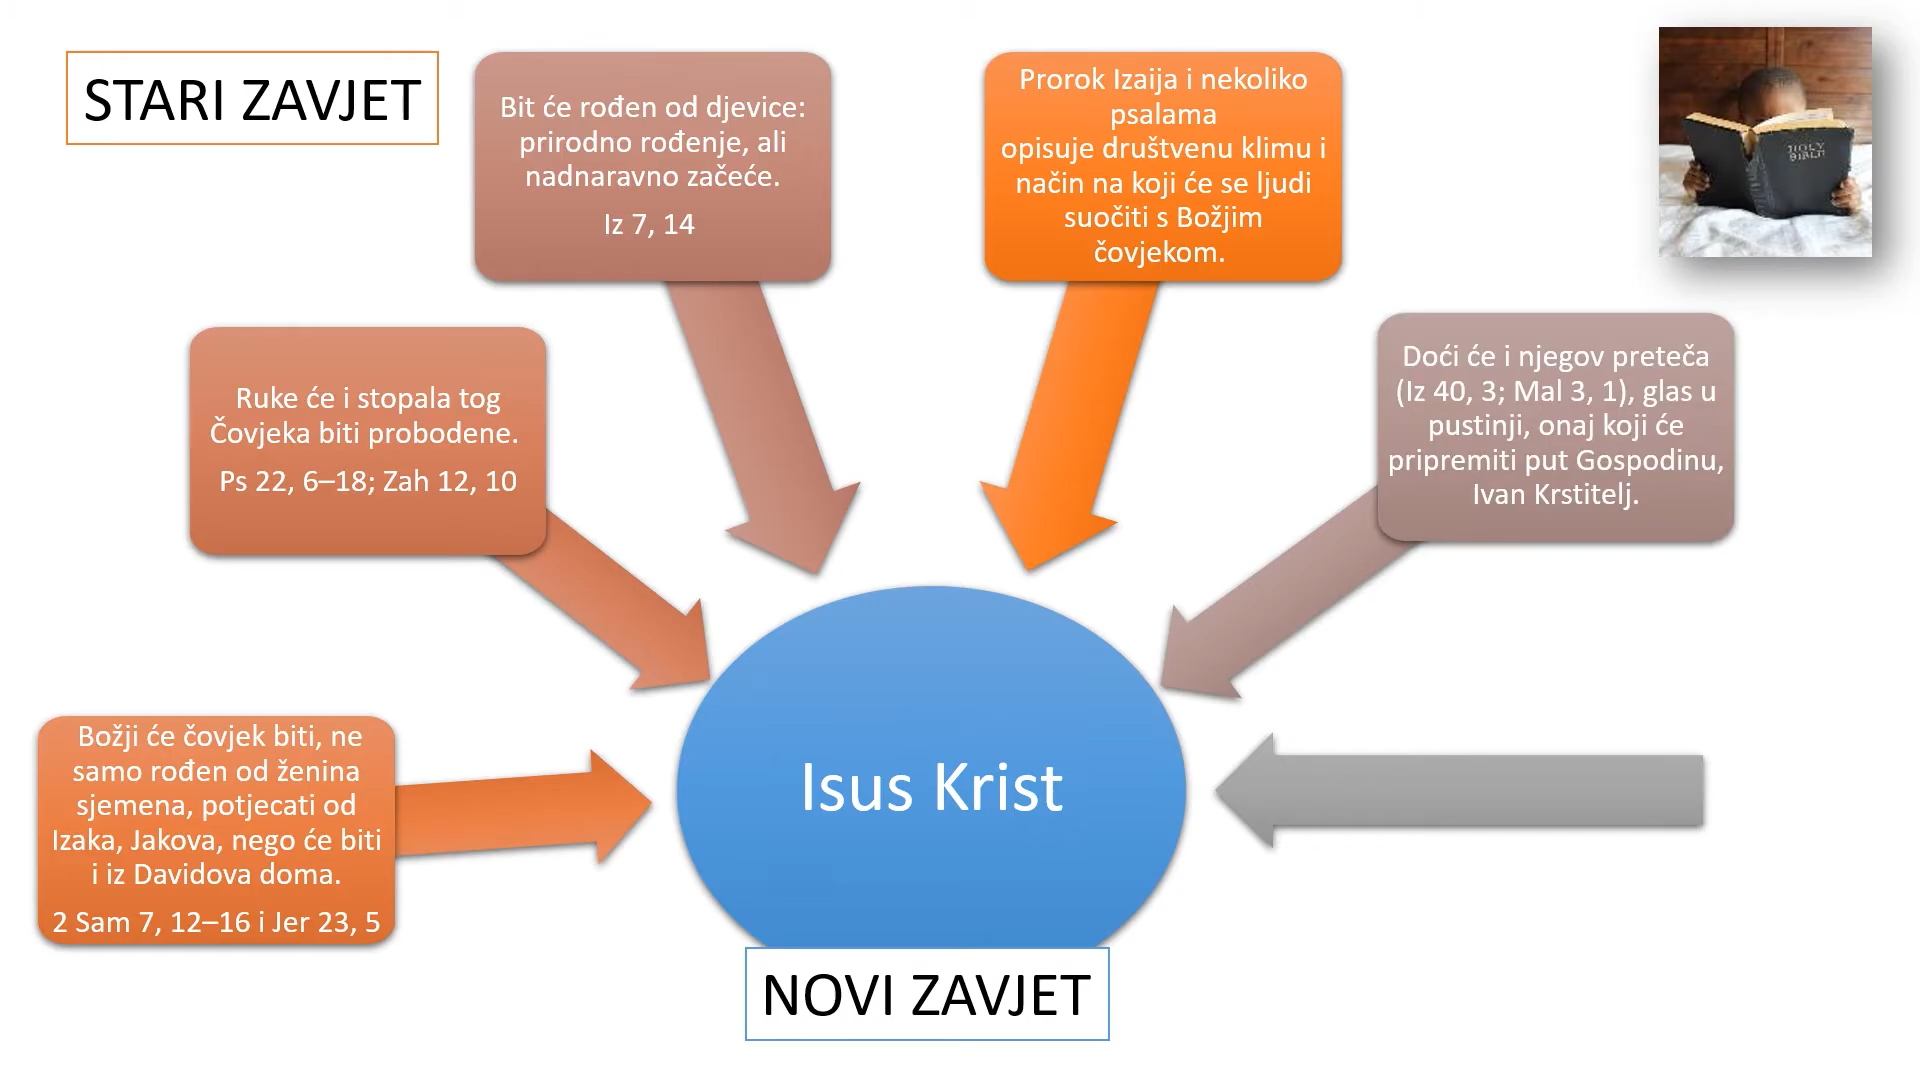 STARI ZAVJET
Bit će rođen od djevice:
prirodno rođenje, ali
nadnaravno začeće.
Iz 7, 14
Prorok Izaija i nekoliko
psalama
opisuje društvenu klimu i
način na koji će se ljudi
suočiti s Božjim
čovjekom.
HOLY
BIBLE
Ruke će i stopala tog
Čovjeka biti probodene.
Ps 22, 6–18; Zah 12, 10
Doći će i njegov preteča
(Iz 40, 3; Mal 3, 1), glas u
pustinji, onaj koji će
pripremiti put Gospodinu,
Ivan Krstitelj.
Božji će čovjek biti, ne
samo rođen od ženina
sjemena, potjecati od
Izaka, Jakova, nego će biti
i iz Davidova doma.
2 Sam 7, 12–16 i Jer 23, 5
Isus Krist
NOVI ZAVJET